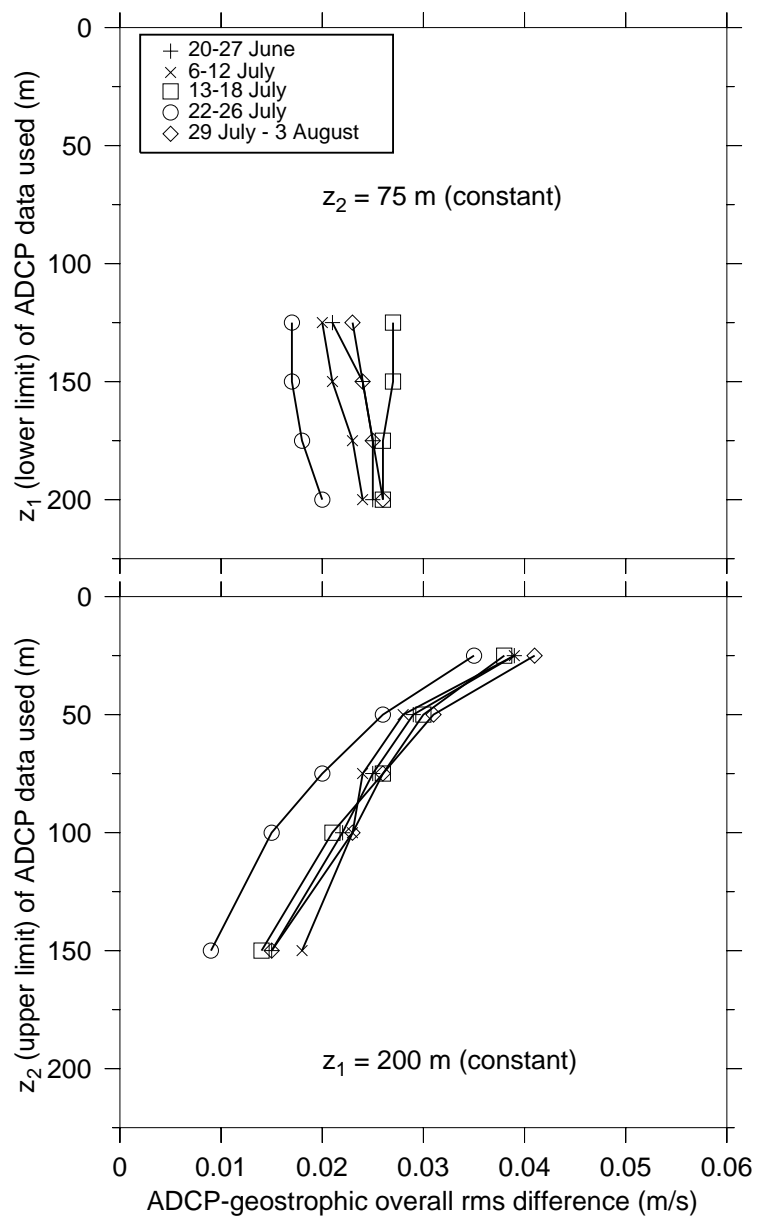 0
50
100
150
200
z1 (lower limit) of ADCP data used (m)
20-27 June
6-12 July
13-18 July
22-26 July
29 July - 3 August
z2 = 75 m (constant)
0
50
100
150
200
z2 (upper limit) of ADCP data used (m)
z1 = 200 m (constant)
0 0.01 0.02 0.03 0.04 0.05 0.06
ADCP-geostrophic overall rms difference (m/s)